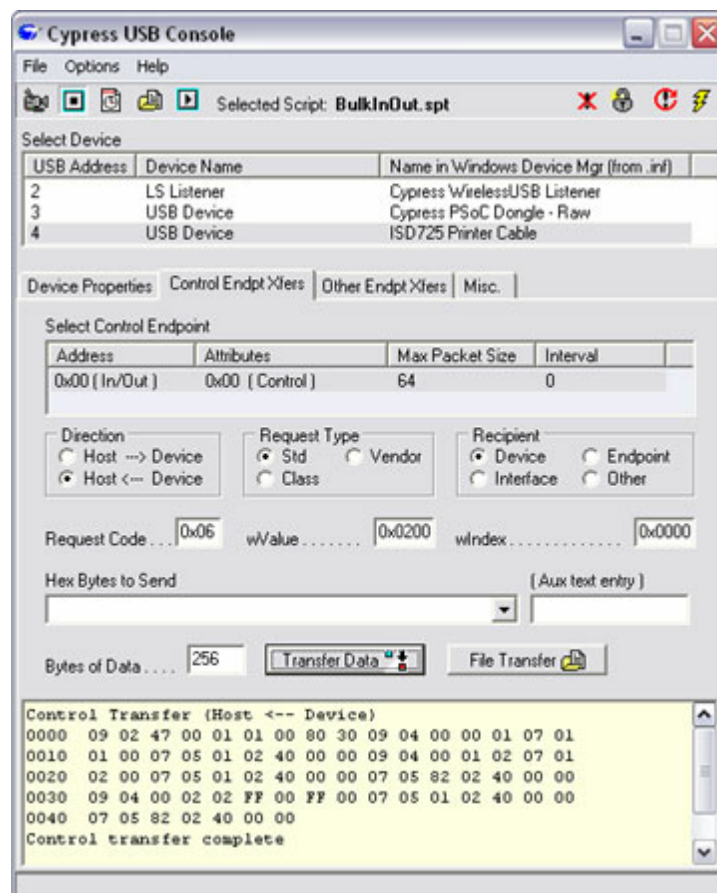 Cypress USB Console
File Options Help
Selected Script: BulkInOut.spt
Select Device
USB Address Device Name Name in Windows Device Mgr (from .inf)
2 LS Listener Cypress WirelessUSB Listener
3 USB Device Cypress PSoC Dongle - Raw
4 USB Device ISD725 Printer Cable
Device Properties Control Endpt Xfers Other Endpt Xfers Misc.
Select Control Endpoint
Address Attributes Max Packet Size Interval
0x00 ( In/Out ) 0x00 ( Control ) 64 0
Direction Request Type Recipient
Host ---> Device Std Vendor Device Endpoint
Host <--- Device Class Interface Other
Request Code . . . 0x06 wValue . . . . . . . 0x0200 wIndex . . . . . . . . . . . . . 0x0000
Hex Bytes to Send ( Aux text entry )
Bytes of Data . . . . 256 Transfer Data File Transfer
Control Transfer (Host <-- Device)
0000 09 02 47 00 01 01 00 80 30 09 04 00 00 01 07 01
0010 01 00 07 05 01 02 40 00 00 09 04 00 01 02 07 01
0020 02 00 07 05 01 02 40 00 00 07 05 82 02 40 00 00
0030 09 04 00 02 02 FF 00 FF 00 07 05 01 02 40 00 00
0040 07 05 82 02 40 00 00
Control transfer complete